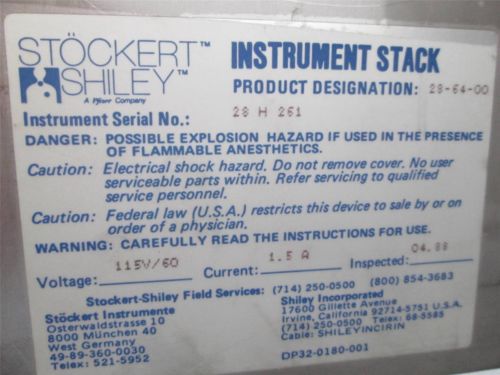 STÖCKERT™
SHILEY™
A Pfizer Company
INSTRUMENT STACK
PRODUCT DESIGNATION: 28-64-00
Instrument Serial No.: 28 H 261
DANGER: POSSIBLE EXPLOSION HAZARD IF USED IN THE PRESENCE
OF FLAMMABLE ANESTHETICS.
Caution: Electrical shock hazard. Do not remove cover. No user
serviceable parts within. Refer servicing to qualified
service personnel.
Caution: Federal law (U.S.A.) restricts this device to sale by or on
order of a physician.
WARNING: CAREFULLY READ THE INSTRUCTIONS FOR USE.
Voltage: 115V/60 Current: 1.5 A Inspected: 04.88
Stockert-Shiley Field Services: (714) 250-0500 (800) 854-3683
Stöckert Instrumente
Osterwaldstrasse 10
8000 München 40
West Germany
49-89-360-0030
Telex: 521-5952
Shiley Incorporated
17600 Gillette Avenue
Irvine, California 92714-5751 U.S.A.
(714) 250-0500 Telex: 68-5585
Cable: SHILEYINCIRIN
DP32-0180-001